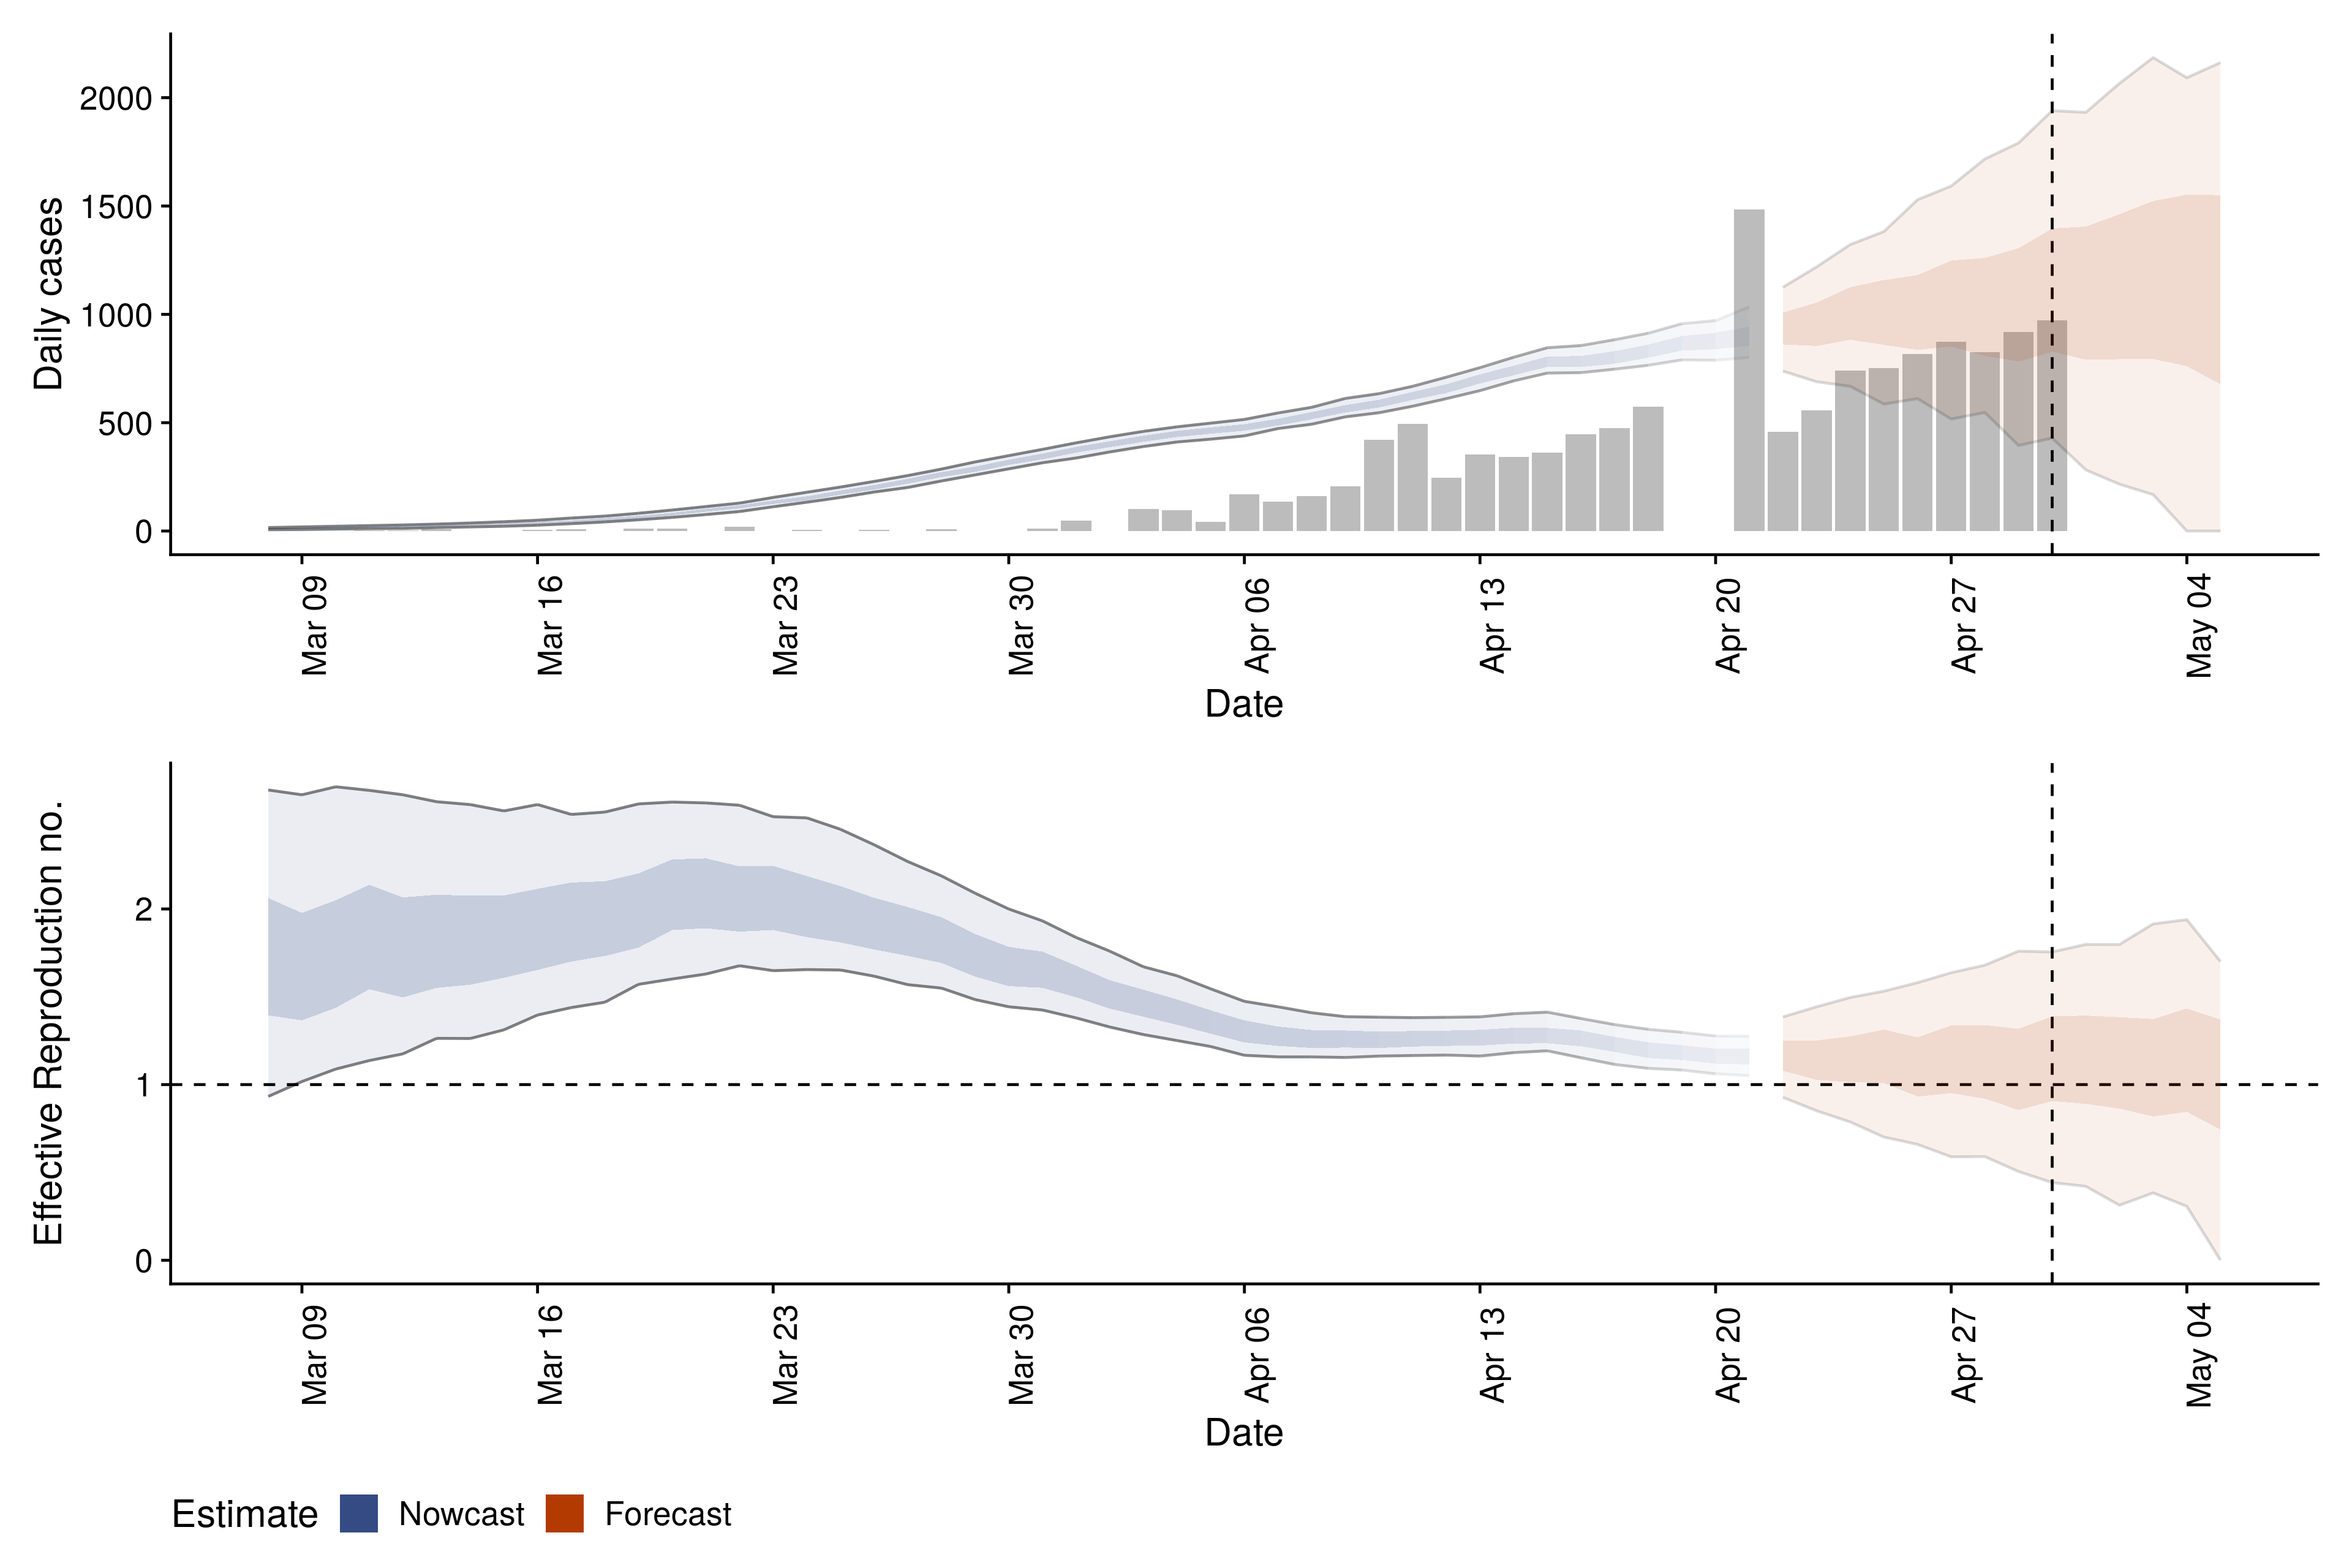 Daily cases
2000
1500
1000
500
0
Mar 09
Mar 16
Mar 23
Mar 30
Apr 06
Apr 13
Apr 20
Apr 27
May 04
Date
Effective Reproduction no.
2
1
0
Mar 09
Mar 16
Mar 23
Mar 30
Apr 06
Apr 13
Apr 20
Apr 27
May 04
Date
Estimate Nowcast Forecast